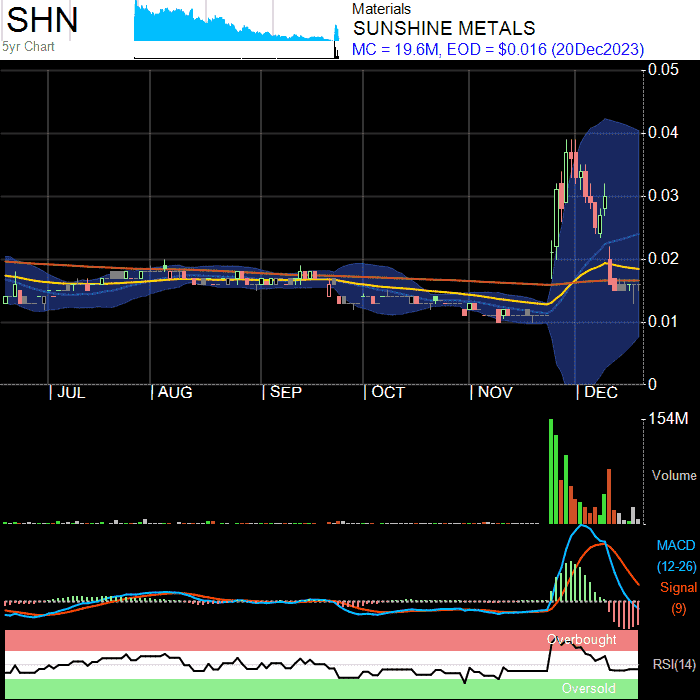 SHN
5yr Chart
Materials
SUNSHINE METALS
MC = 19.6M, EOD = $0.016 (20Dec2023)
0.05
0.04
0.03
0.02
0.01
0
JUL AUG SEP OCT NOV DEC
154M
Volume
MACD
(12-26)
Signal
(9)
Overbought
RSI(14)
Oversold